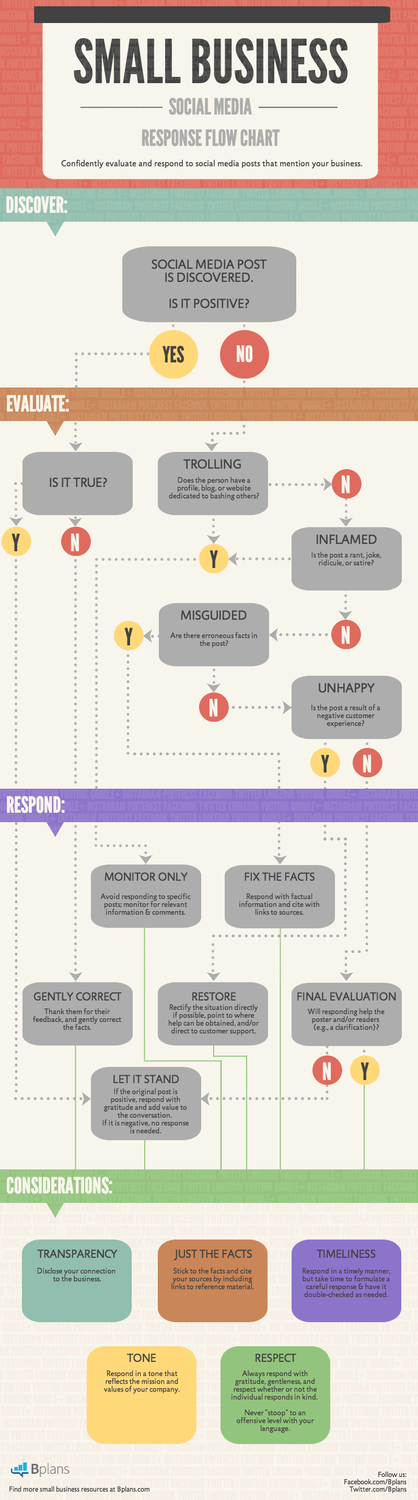 SMALL BUSINESS
SOCIAL MEDIA
RESPONSE FLOW CHART
Confidently evaluate and respond to social media posts that mention your business.
DISCOVER:
SOCIAL MEDIA POST
IS DISCOVERED.
IS IT POSITIVE?
YES
NO
EVALUATE:
IS IT TRUE?
Y
N
TROLLING
Does the person have a
profile, blog, or website
dedicated to bashing others?
N
Y
INFLAMED
Is the post a rant, joke,
ridicule, or satire?
N
MISGUIDED
Are there erroneous facts in
the post?
Y
N
UNHAPPY
Is the post a result of a
negative customer
experience?
Y
N
RESPOND:
MONITOR ONLY
Avoid responding to specific
posts; monitor for relevant
information & comments.
FIX THE FACTS
Respond with factual
information and cite with
links to sources.
GENTLY CORRECT
Thank them for their
feedback, and gently correct
the facts.
RESTORE
Rectify the situation directly
if possible, point to where
help can be obtained, and/or
direct to customer support.
FINAL EVALUATION
Will responding help the
poster and/or readers
(e.g., a clarification)?
N
Y
LET IT STAND
If the original post is
positive, respond with
gratitude and add value to
the conversation.
If it is negative, no response
is needed.
CONSIDERATIONS:
TRANSPARENCY
Disclose your connection
to the business.
JUST THE FACTS
Stick to the facts and cite
your sources by including
links to reference material.
TIMELINESS
Respond in a timely manner,
but take time to formulate a
careful response & have it
double-checked as needed.
TONE
Respond in a tone that
reflects the mission and
values of your company.
RESPECT
Always respond with
gratitude, gentleness, and
respect whether or not the
individual responds in kind.
Never "stoop" to an
offensive level with your
language.
Bplans
Find more small business resources at Bplans.com
Follow us:
Facebook.com/Bplans
Twitter.com/Bplans